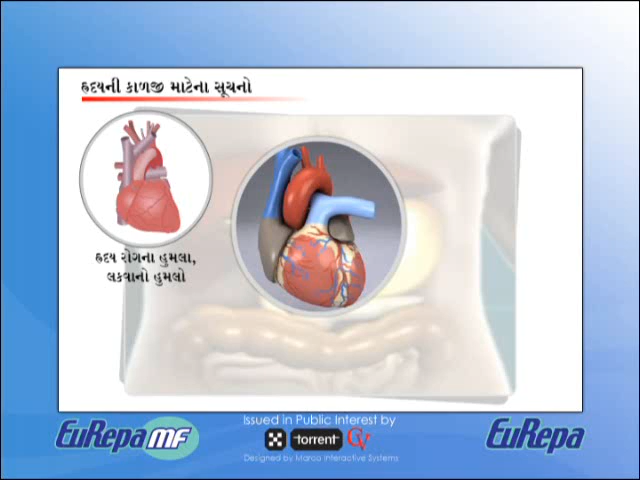 હૃદયની કાળજી માટેના સૂચનો
હૃદય રોગના હુમલા,
લકવાનો હુમલો
EuRepa MF
Issued in Public Interest by
torrent
CV
Designed by Maroo Interactive Systems
EuRepa